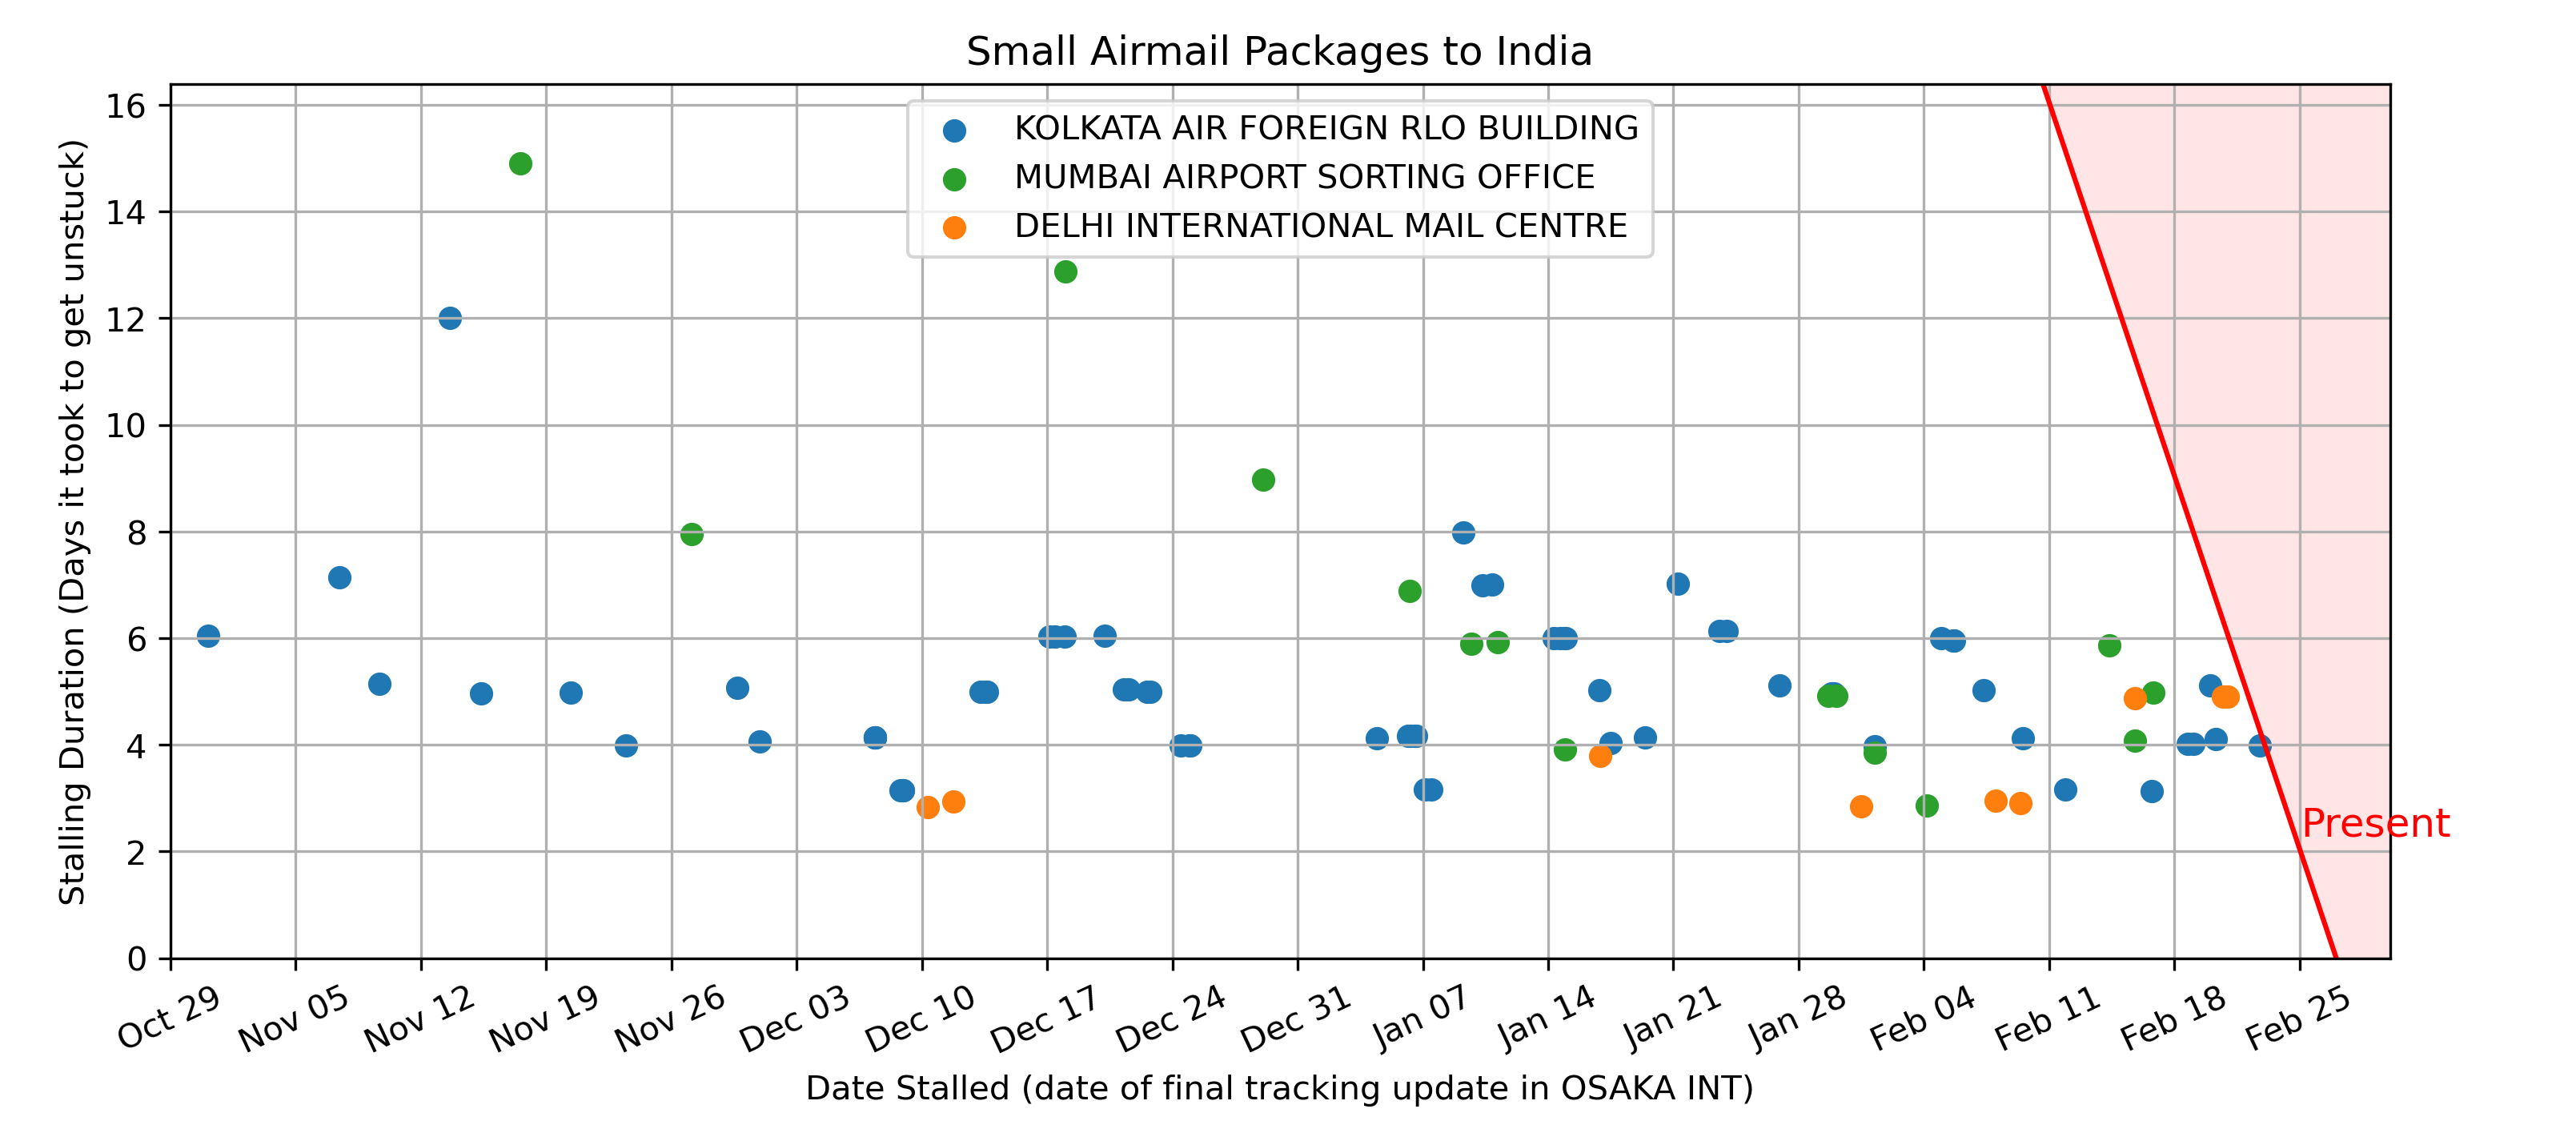 Small Airmail Packages to India
KOLKATA AIR FOREIGN RLO BUILDING
MUMBAI AIRPORT SORTING OFFICE
DELHI INTERNATIONAL MAIL CENTRE
Stalling Duration (Days it took to get unstuck)
16
14
12
10
8
6
4
2
0
Present
Oct 29
Nov 05
Nov 12
Nov 19
Nov 26
Dec 03
Dec 10
Dec 17
Dec 24
Dec 31
Jan 07
Jan 14
Jan 21
Jan 28
Feb 04
Feb 11
Feb 18
Feb 25
Date Stalled (date of final tracking update in OSAKA INT)